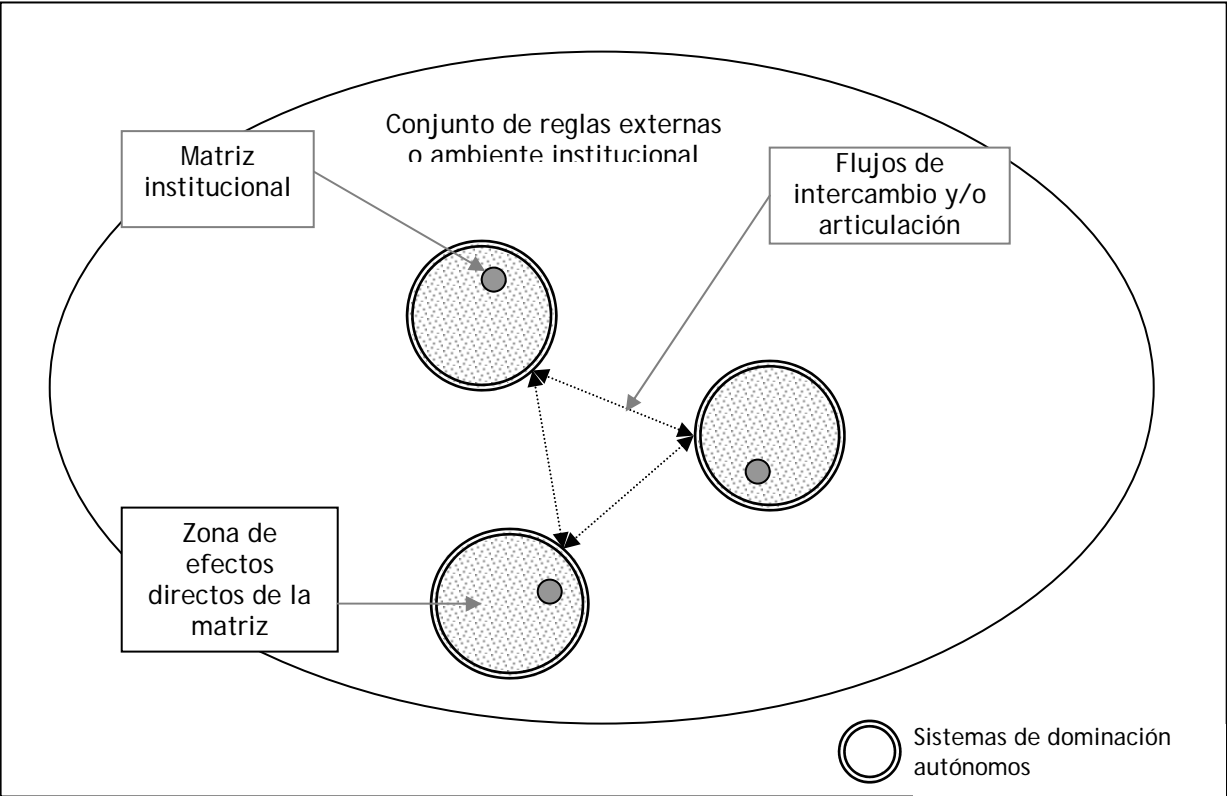 Conjunto de reglas externas
o ambiente institucional
Matriz
institucional
Flujos de
intercambio y/o
articulación
Zona de
efectos
directos de la
matriz
Sistemas de dominación
autónomos